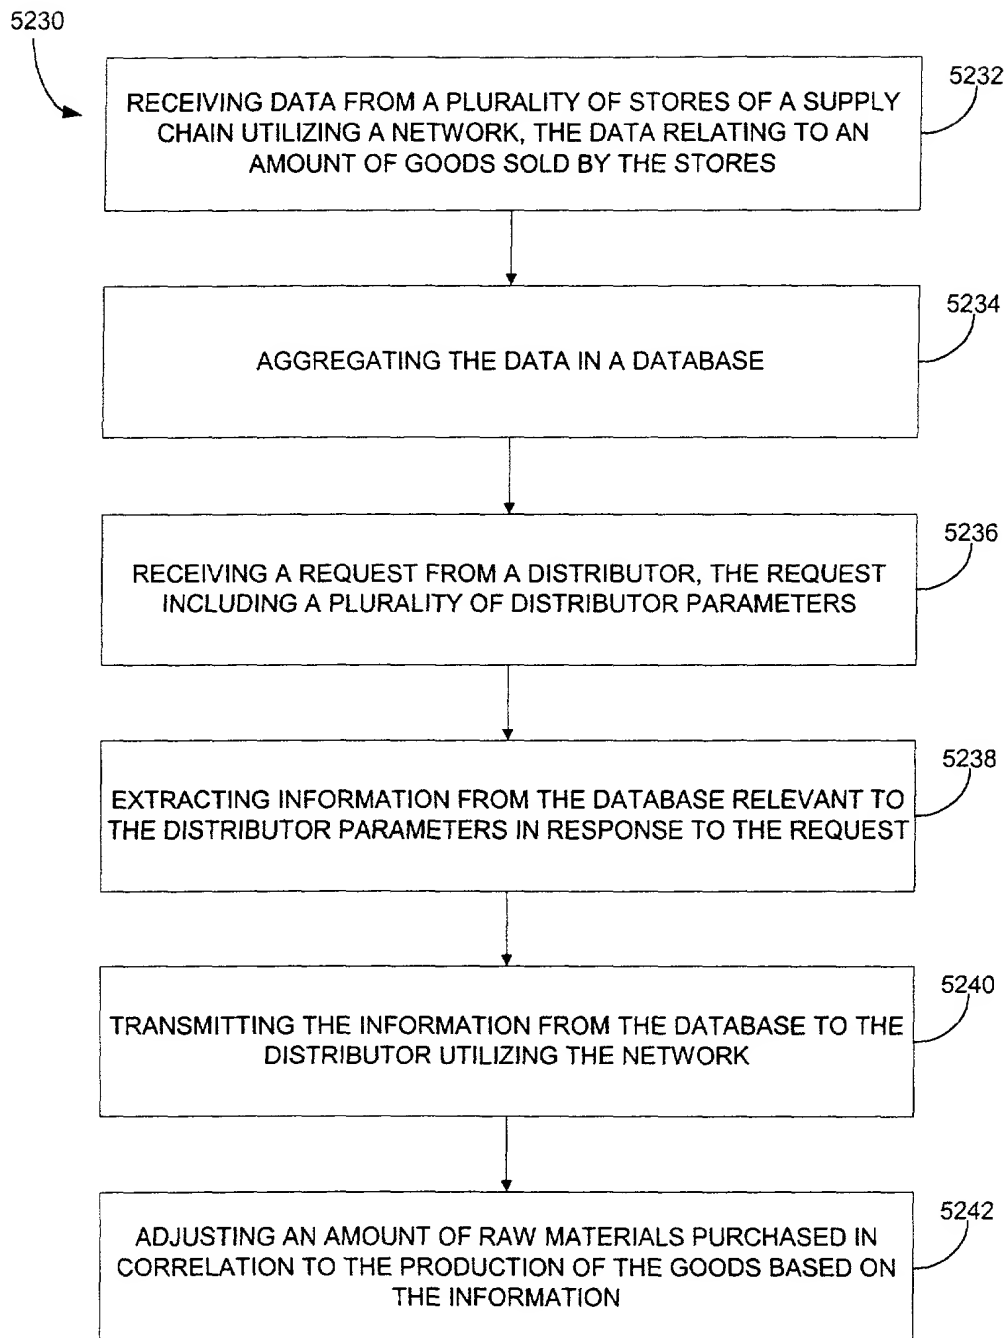 5230
5232
RECEIVING DATA FROM A PLURALITY OF STORES OF A SUPPLY
CHAIN UTILIZING A NETWORK, THE DATA RELATING TO AN
AMOUNT OF GOODS SOLD BY THE STORES
5234
AGGREGATING THE DATA IN A DATABASE
5236
RECEIVING A REQUEST FROM A DISTRIBUTOR, THE REQUEST
INCLUDING A PLURALITY OF DISTRIBUTOR PARAMETERS
5238
EXTRACTING INFORMATION FROM THE DATABASE RELEVANT TO
THE DISTRIBUTOR PARAMETERS IN RESPONSE TO THE REQUEST
5240
TRANSMITTING THE INFORMATION FROM THE DATABASE TO THE
DISTRIBUTOR UTILIZING THE NETWORK
5242
ADJUSTING AN AMOUNT OF RAW MATERIALS PURCHASED IN
CORRELATION TO THE PRODUCTION OF THE GOODS BASED ON
THE INFORMATION